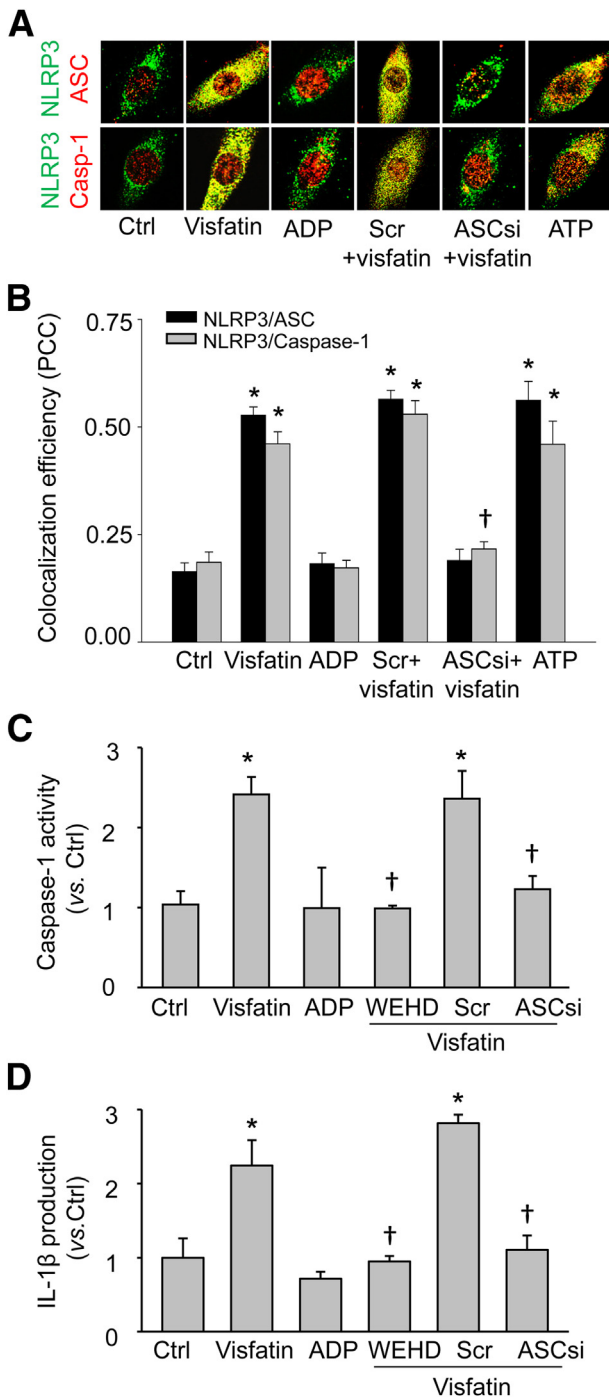 A
NLRP3 ASC
NLRP3 Casp-1
Ctrl Visfatin ADP Scr +visfatin ASCsi +visfatin ATP
B
Colocalization efficiency (PCC)
0.75
0.50
0.25
0.00
NLRP3/ASC
NLRP3/Caspase-1
* * * * † * *
Ctrl Visfatin ADP Scr+ visfatin ASCsi+ visfatin ATP
C
Caspase-1 activity
(vs. Ctrl)
3
2
1
0
* † * †
Ctrl Visfatin ADP WEHD Scr ASCsi
Visfatin
D
IL-1β production
(vs.Ctrl)
3
2
1
0
* † * †
Ctrl Visfatin ADP WEHD Scr ASCsi
Visfatin